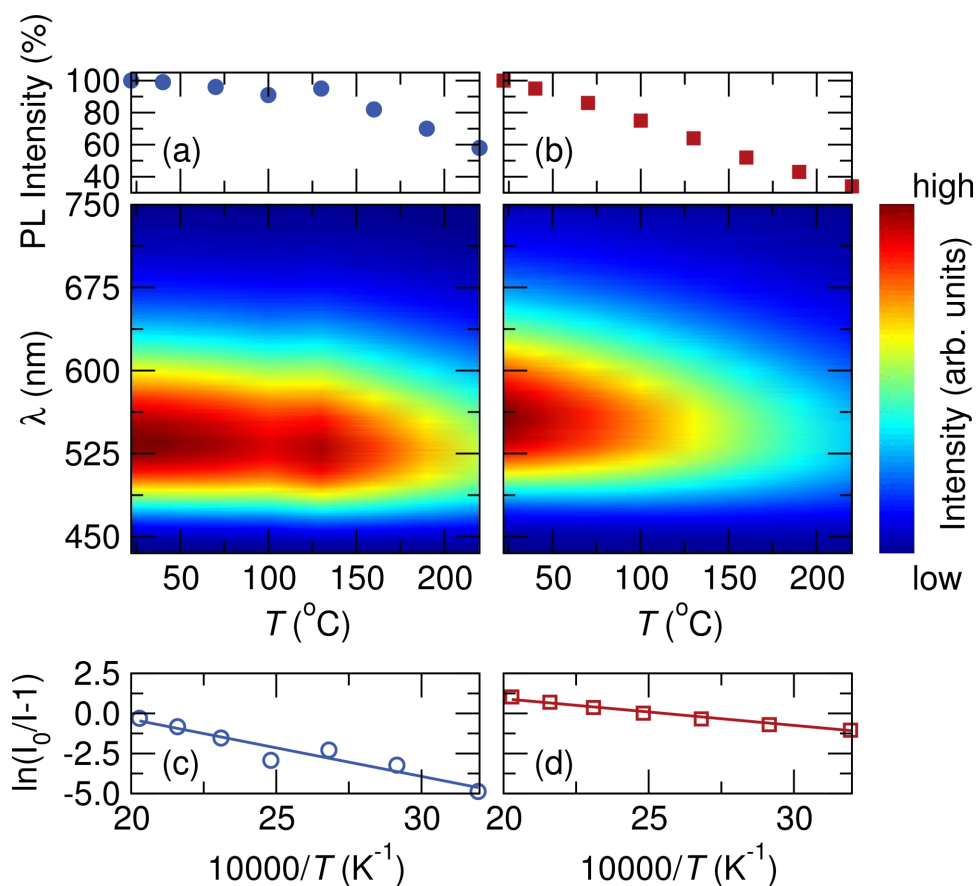 PL Intensity (%)
100
80
60
40
(a)
(b)
750
675
600
525
450
λ (nm)
50
100
150
200
T (°C)
50
100
150
200
T (°C)
high
Intensity (arb. units)
low
ln(I0/I-1)
2.5
0.0
-2.5
-5.0
(c)
(d)
20
25
30
10000/T (K-1)
20
25
30
10000/T (K-1)